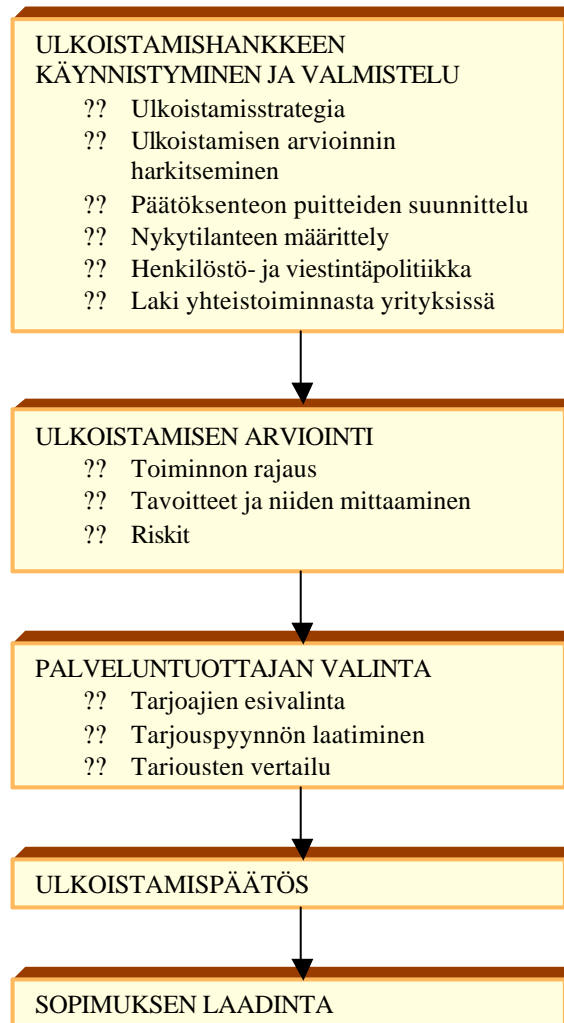 ULKOISTAMISHANKKEEN
KÄYNNISTYMINEN JA VALMISTELU
?? Ulkoistamisstrategia
?? Ulkoistamisen arvioinnin
harkitseminen
?? Päätöksenteon puitteiden suunnittelu
?? Nykytilanteen määrittely
?? Henkilöstö- ja viestintäpolitiikka
?? Laki yhteistoiminnasta yrityksissä
ULKOISTAMISEN ARVIOINTI
?? Toiminnon rajaus
?? Tavoitteet ja niiden mittaaminen
?? Riskit
PALVELUNTUOTTAJAN VALINTA
?? Tarjoajien esivalinta
?? Tarjouspyynnön laatiminen
?? Tarjousten vertailu
ULKOISTAMISPÄÄTÖS
SOPIMUKSEN LAADINTA